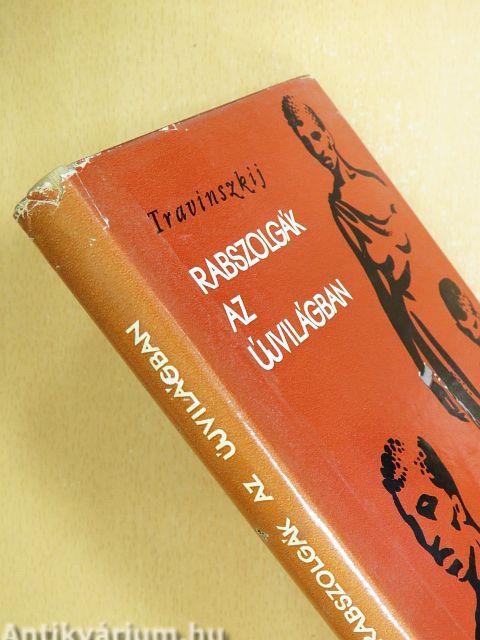 Travinszkij
RABSZOLGÁK
AZ
ÚJVILÁGBAN
RABSZOLGÁK AZ ÚJVILÁGBAN
Antikvárium.hu